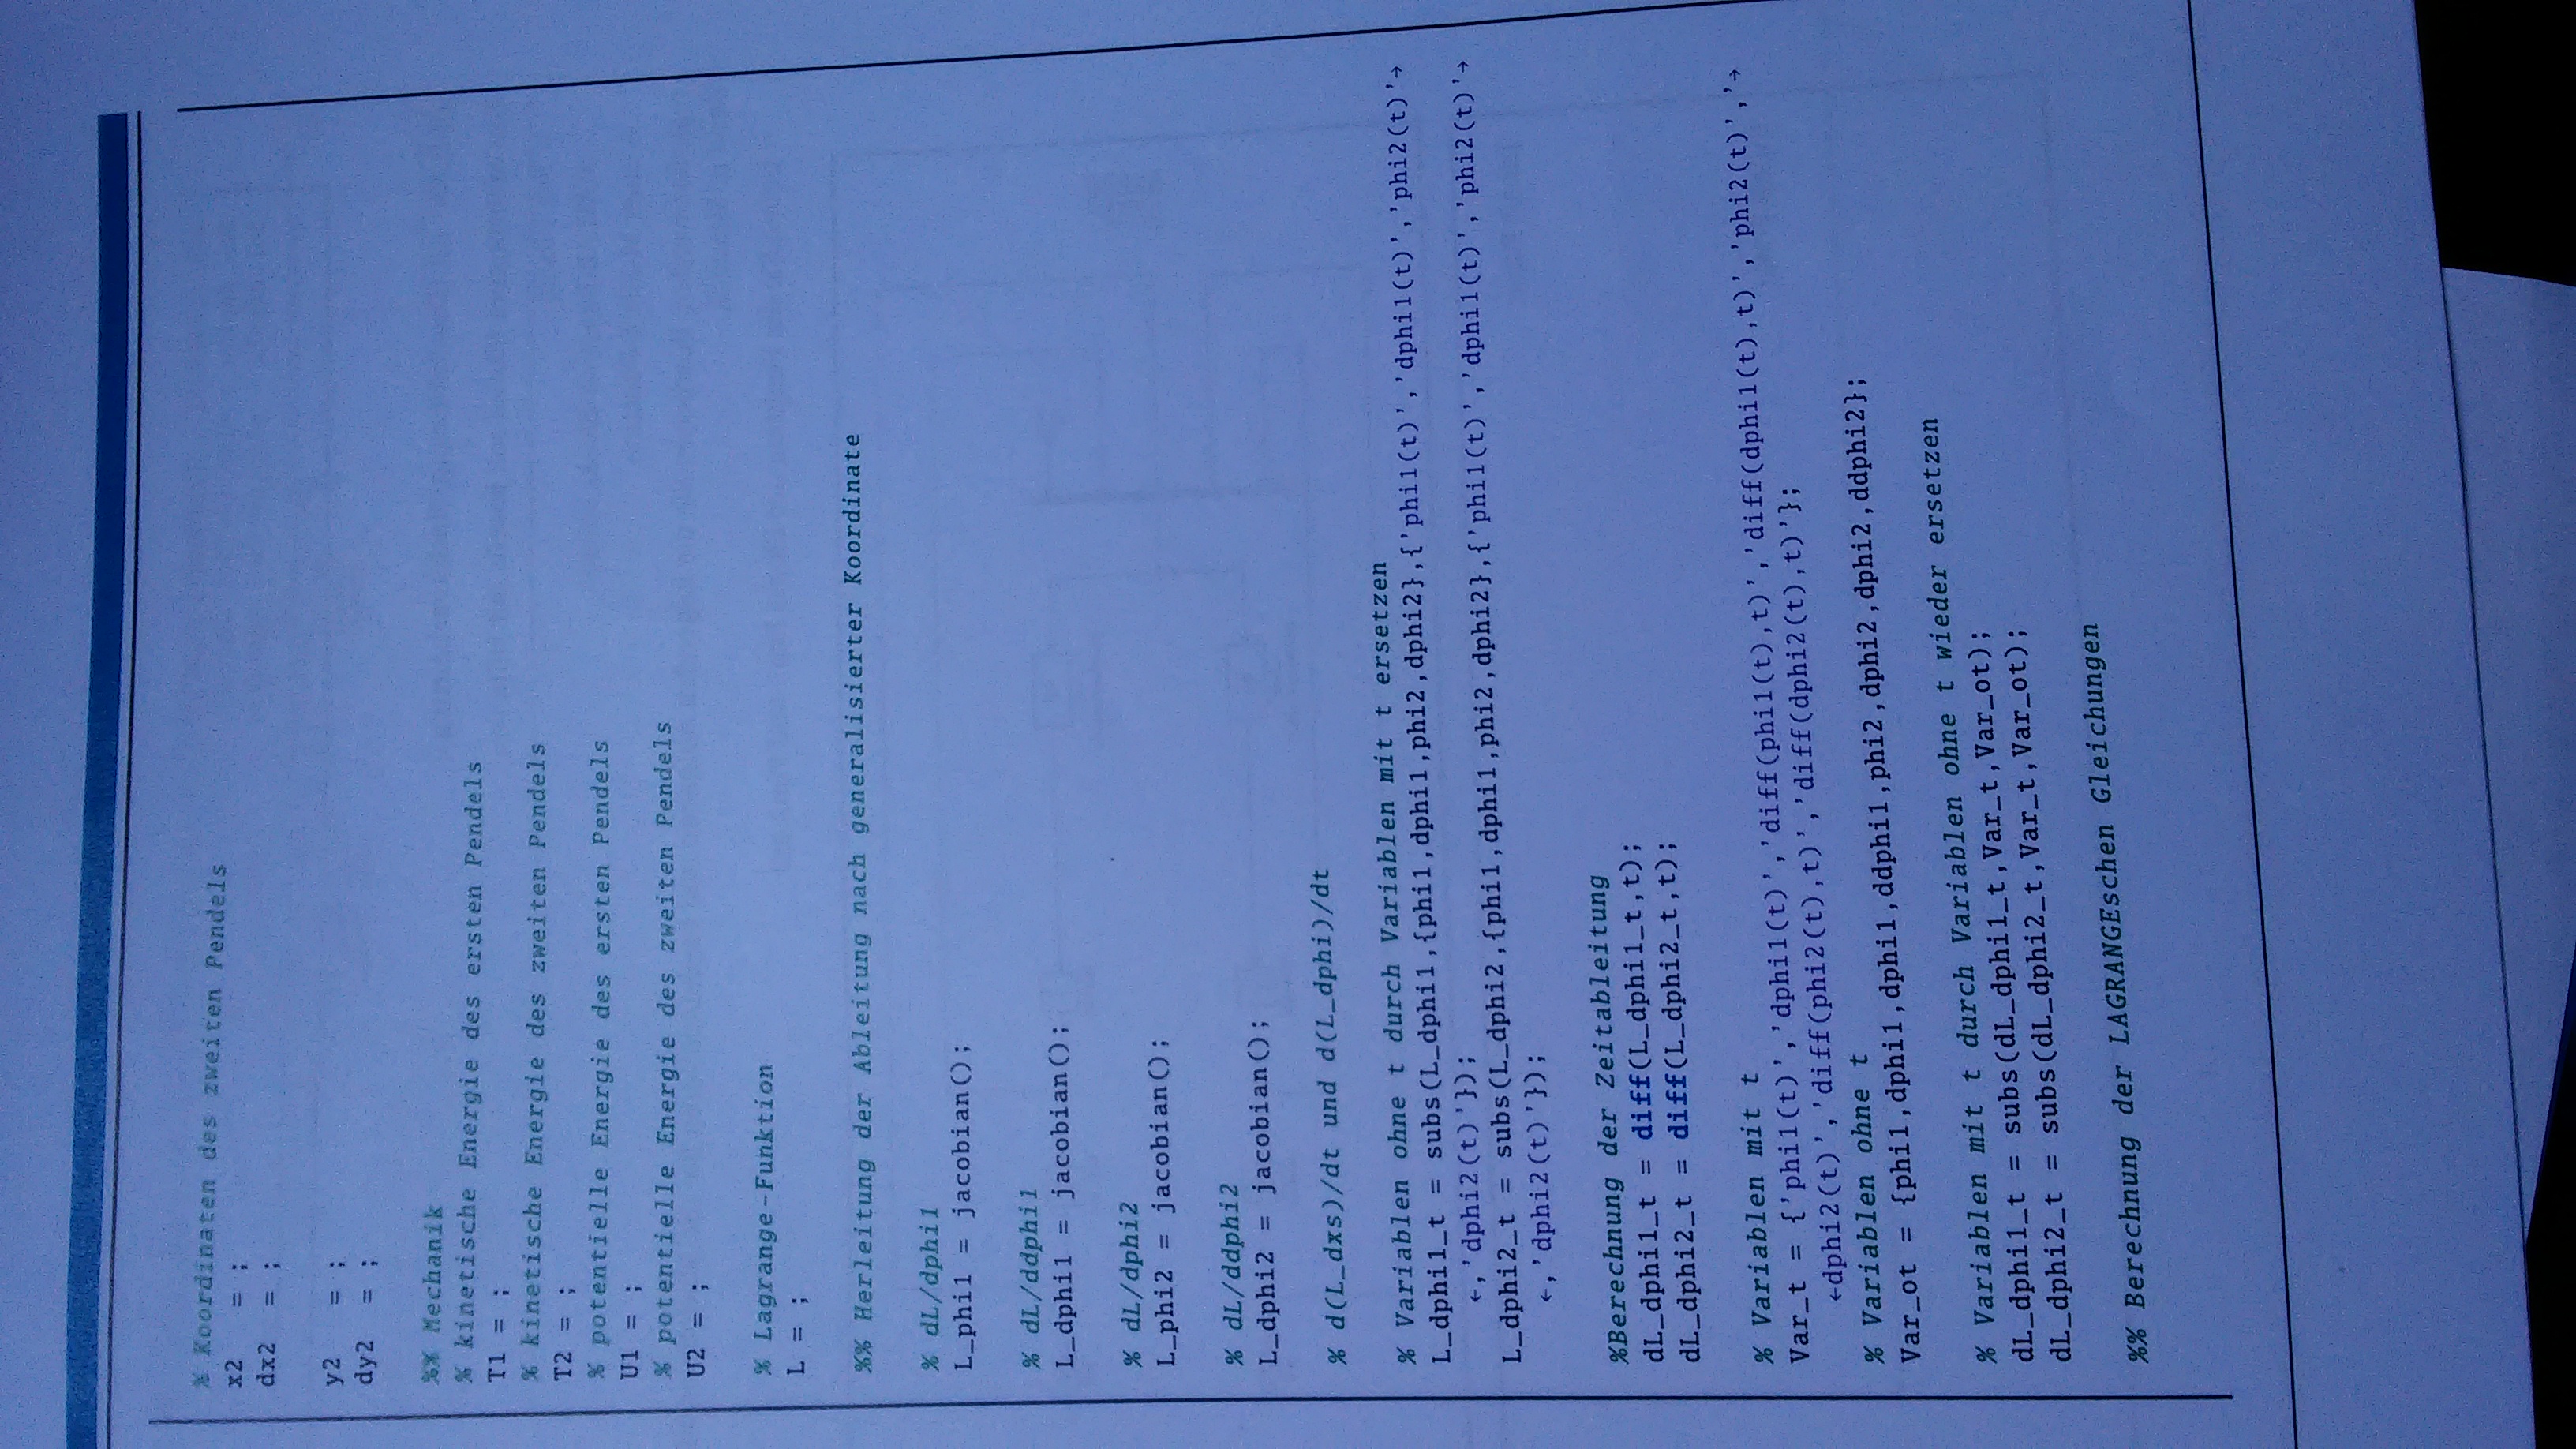 % Koordinaten des zweiten Pendels
x2   = ;
dx2  = ;
y2   = ;
dy2  = ;
%% Mechanik
% kinetische Energie des ersten Pendels
T1 = ;
% kinetische Energie des zweiten Pendels
T2 = ;
% potentielle Energie des ersten Pendels
U1 = ;
% potentielle Energie des zweiten Pendels
U2 = ;
% Lagrange-Funktion
L = ;
%% Herleitung der Ableitung nach generalisierter Koordinate
% dL/dphi1
L_phi1 = jacobian();
% dL/ddphi1
L_dphi1 = jacobian();
% dL/dphi2
L_phi2 = jacobian();
% dL/ddphi2
L_dphi2 = jacobian();
% d(L_dxs)/dt und d(L_dphi)/dt
% Variablen ohne t durch Variablen mit t ersetzen
L_dphi1_t = subs(L_dphi1,{phi1,dphi1,phi2,dphi2},{'phi1(t)','dphi1(t)','phi2(t)'→
←,'dphi2(t)'});
L_dphi2_t = subs(L_dphi2,{phi1,dphi1,phi2,dphi2},{'phi1(t)','dphi1(t)','phi2(t)'→
←,'dphi2(t)'});
%Berechnung der Zeitableitung
dL_dphi1_t = diff(L_dphi1_t,t);
dL_dphi2_t = diff(L_dphi2_t,t);
% Variablen mit t
Var_t = {'phi1(t)','dphi1(t)','diff(phi1(t),t)','diff(dphi1(t),t)','phi2(t)','→
←dphi2(t)','diff(phi2(t),t)','diff(dphi2(t),t)'};
% Variablen ohne t
Var_ot = {phi1,dphi1,dphi1,ddphi1,phi2,dphi2,dphi2,ddphi2};
% Variablen mit t durch Variablen ohne t wieder ersetzen
dL_dphi1_t = subs(dL_dphi1_t,Var_t,Var_ot);
dL_dphi2_t = subs(dL_dphi2_t,Var_t,Var_ot);
%% Berechnung der LAGRANGEschen Gleichungen